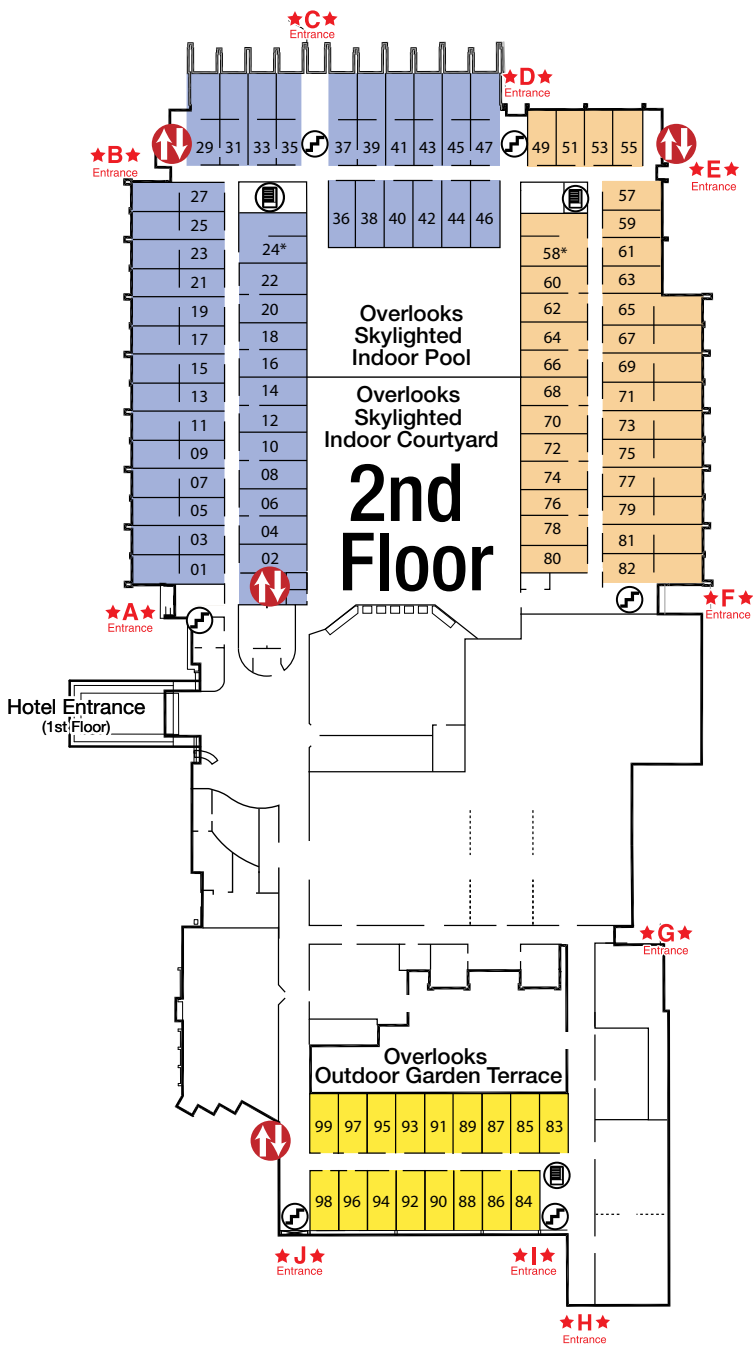 ★C★
Entrance
★D★
Entrance
★B★
Entrance
★E★
Entrance
29 31 33 35 37 39 41 43 45 47 49 51 53 55
27
25
23
21
19
17
15
13
11
09
07
05
03
01
24*
22
20
18
16
14
12
10
08
06
04
02
36 38 40 42 44 46
Overlooks
Skylighted
Indoor Pool
Overlooks
Skylighted
Indoor Courtyard
2nd
Floor
58*
60
62
64
66
68
70
72
74
76
78
80
57
59
61
63
65
67
69
71
73
75
77
79
81
82
★A★
Entrance
★F★
Entrance
Hotel Entrance
(1st Floor)
★G★
Entrance
Overlooks
Outdoor Garden Terrace
99 97 95 93 91 89 87 85 83
98 96 94 92 90 88 86 84
★J★
Entrance
★I★
Entrance
★H★
Entrance